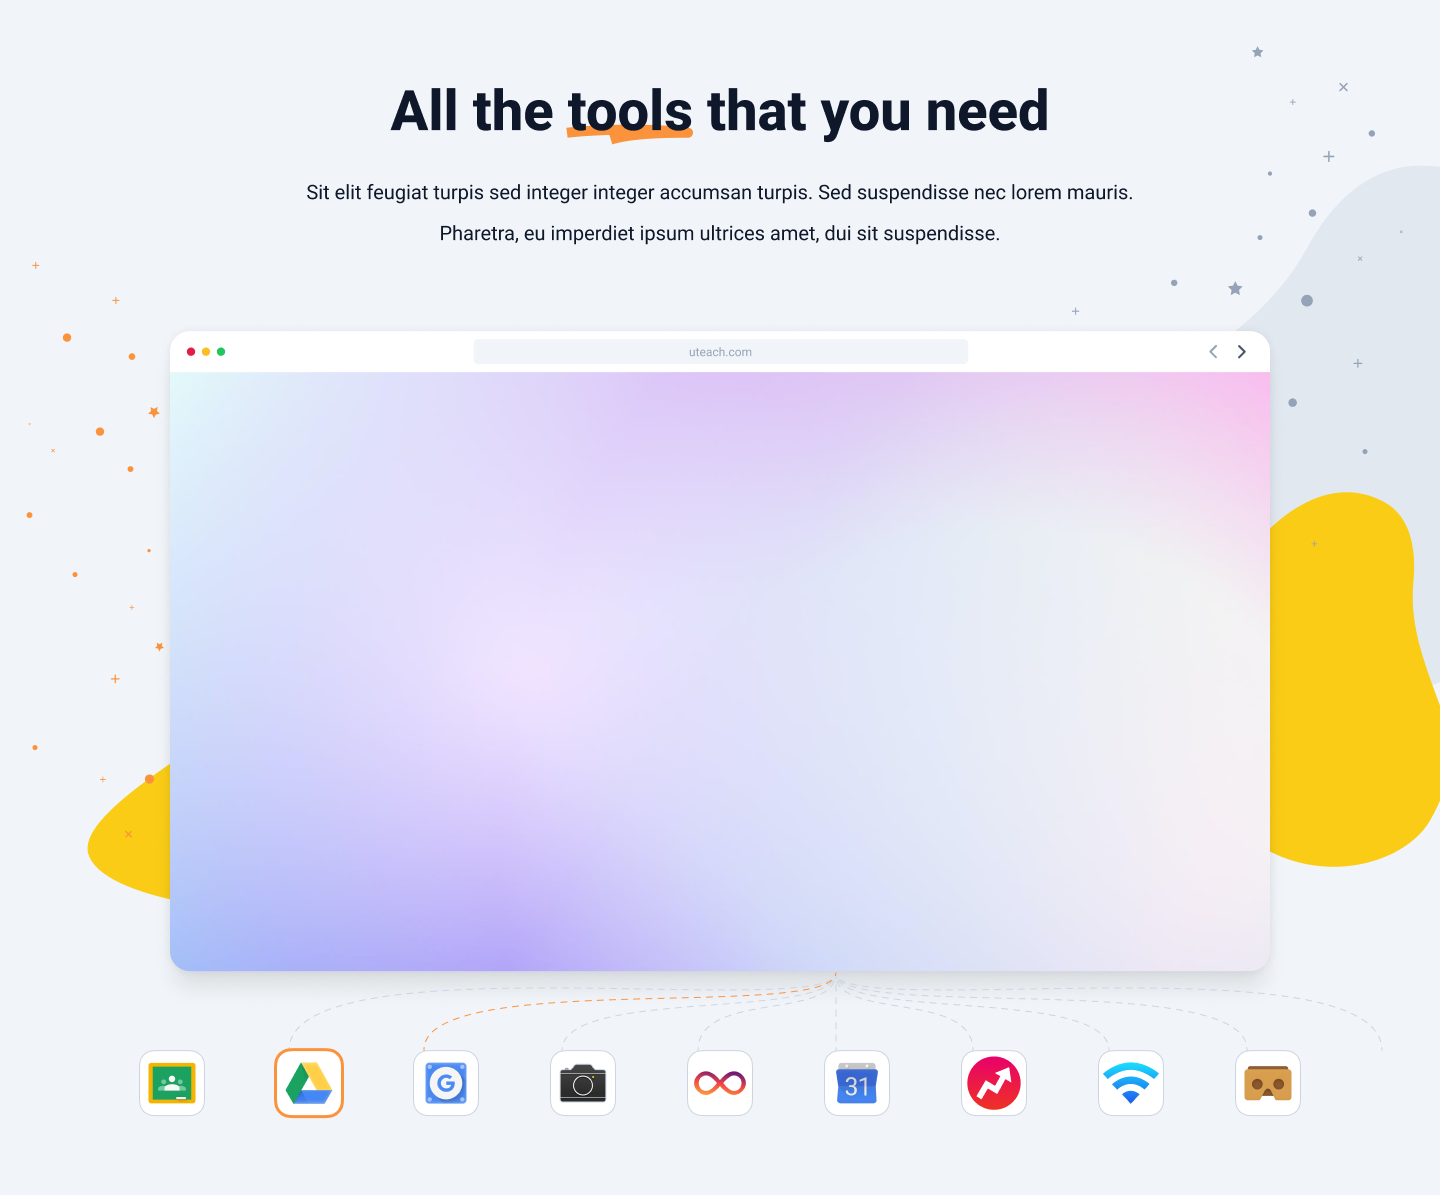 All the tools that you need
Sit elit feugiat turpis sed integer integer accumsan turpis. Sed suspendisse nec lorem mauris.
Pharetra, eu imperdiet ipsum ultrices amet, dui sit suspendisse.
uteach.com
G
31